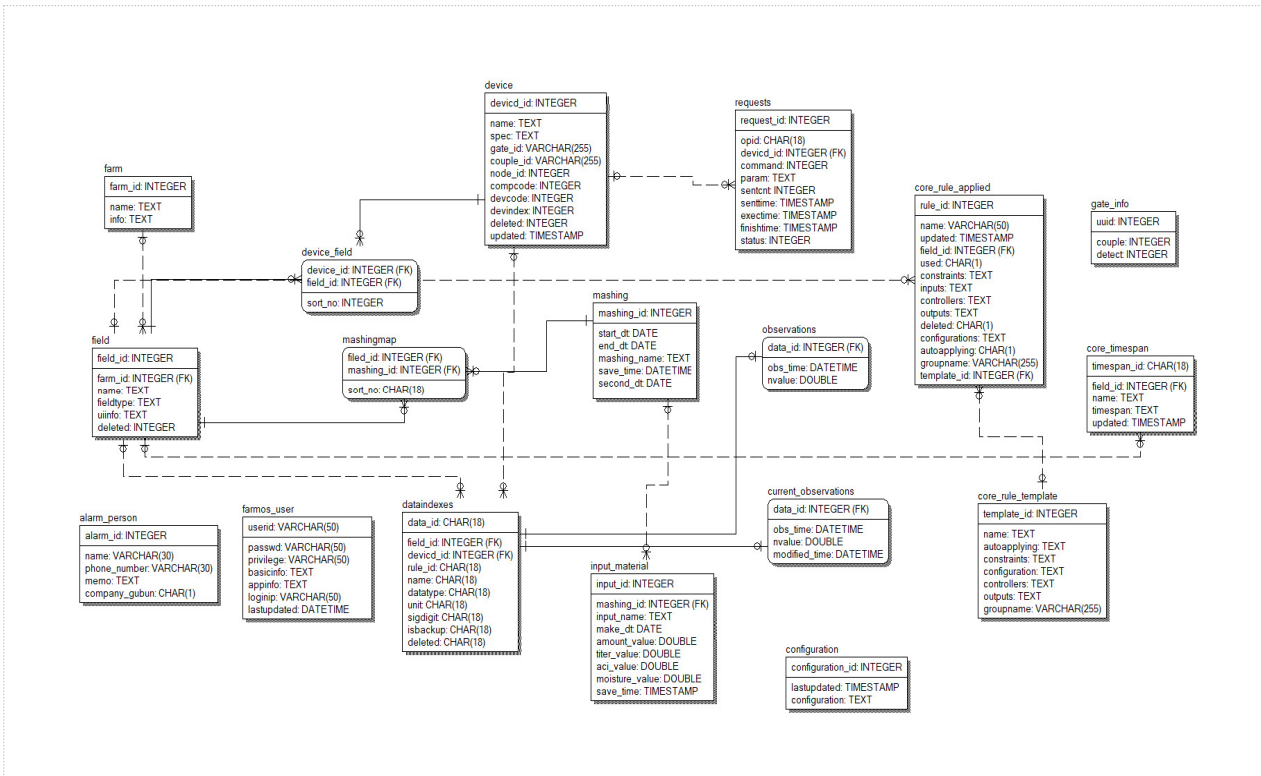 device
devicd_id: INTEGER
name: TEXT
spec: TEXT
gate_id: VARCHAR(255)
couple_id: VARCHAR(255)
node_id: INTEGER
compcode: INTEGER
devcode: INTEGER
devindex: INTEGER
deleted: INTEGER
updated: TIMESTAMP
requests
request_id: INTEGER
opid: CHAR(18)
devicd_id: INTEGER (FK)
command: INTEGER
param: TEXT
sentcnt: INTEGER
senttime: TIMESTAMP
exectime: TIMESTAMP
finishtime: TIMESTAMP
status: INTEGER
farm
farm_id: INTEGER
name: TEXT
info: TEXT
core_rule_applied
rule_id: INTEGER
name: VARCHAR(50)
updated: TIMESTAMP
field_id: INTEGER (FK)
used: CHAR(1)
constraints: TEXT
inputs: TEXT
controllers: TEXT
outputs: TEXT
deleted: CHAR(1)
configurations: TEXT
autoapplying: CHAR(1)
groupname: VARCHAR(255)
template_id: INTEGER (FK)
gate_info
uuid: INTEGER
couple: INTEGER
detect: INTEGER
device_field
device_id: INTEGER (FK)
field_id: INTEGER (FK)
sort_no: INTEGER
mashing
mashing_id: INTEGER
start_dt: DATE
end_dt: DATE
mashing_name: TEXT
save_time: DATETIME
second_dt: DATE
observations
data_id: INTEGER (FK)
obs_time: DATETIME
nvalue: DOUBLE
field
field_id: INTEGER
farm_id: INTEGER (FK)
name: TEXT
fieldtype: TEXT
uiinfo: TEXT
deleted: INTEGER
mashingmap
filed_id: INTEGER (FK)
mashing_id: INTEGER (FK)
sort_no: CHAR(18)
core_timespan
timespan_id: CHAR(18)
field_id: INTEGER (FK)
name: TEXT
timespan: TEXT
updated: TIMESTAMP
alarm_person
alarm_id: INTEGER
name: VARCHAR(30)
phone_number: VARCHAR(30)
memo: TEXT
company_gubun: CHAR(1)
farmos_user
userid: VARCHAR(50)
passwd: VARCHAR(50)
privilege: VARCHAR(50)
basicinfo: TEXT
appinfo: TEXT
loginip: VARCHAR(50)
lastupdated: DATETIME
dataindexes
data_id: CHAR(18)
field_id: INTEGER (FK)
devicd_id: INTEGER (FK)
rule_id: CHAR(18)
name: CHAR(18)
datatype: CHAR(18)
unit: CHAR(18)
sigdigit: CHAR(18)
isbackup: CHAR(18)
deleted: CHAR(18)
current_observations
data_id: INTEGER (FK)
obs_time: DATETIME
nvalue: DOUBLE
modified_time: DATETIME
core_rule_template
template_id: INTEGER
name: TEXT
autoapplying: TEXT
constraints: TEXT
configuration: TEXT
controllers: TEXT
outputs: TEXT
groupname: VARCHAR(255)
input_material
input_id: INTEGER
mashing_id: INTEGER (FK)
input_name: TEXT
make_dt: DATE
amount_value: DOUBLE
titer_value: DOUBLE
aci_value: DOUBLE
moisture_value: DOUBLE
save_time: TIMESTAMP
configuration
configuration_id: INTEGER
lastupdated: TIMESTAMP
configuration: TEXT